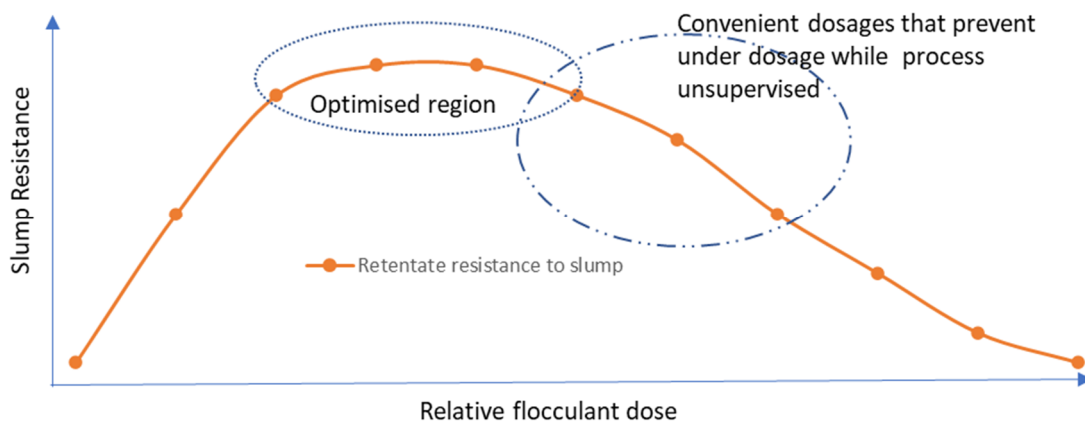 Convenient dosages that prevent
under dosage while process
unsupervised
Optimised region
Slump Resistance
Retentate resistance to slump
Relative flocculant dose